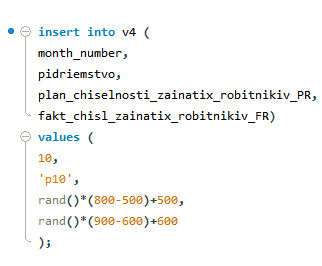 insert into v4 (
month_number,
pidriemstvo,
plan_chiselnosti_zainatix_robitnikiv_PR,
fakt_chisl_zainatix_robitnikiv_FR)
values (
10,
'p10',
rand()*(800-500)+500,
rand()*(900-600)+600
);